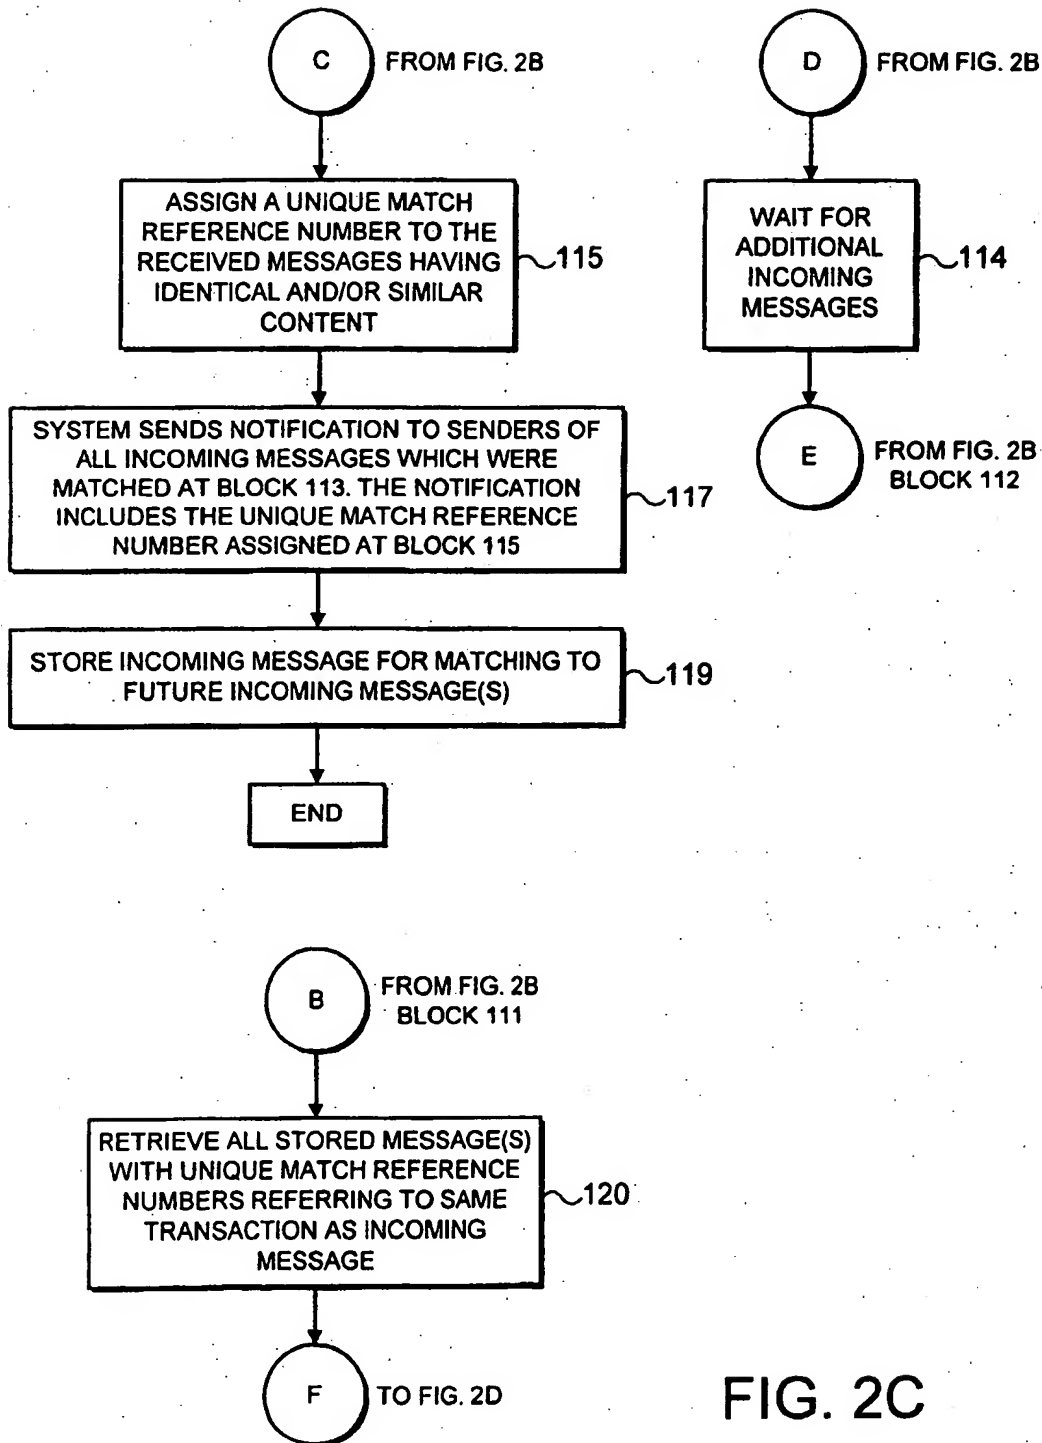 C
FROM FIG. 2B
ASSIGN A UNIQUE MATCH
REFERENCE NUMBER TO THE
RECEIVED MESSAGES HAVING
IDENTICAL AND/OR SIMILAR
CONTENT
115
SYSTEM SENDS NOTIFICATION TO SENDERS OF
ALL INCOMING MESSAGES WHICH WERE
MATCHED AT BLOCK 113. THE NOTIFICATION
INCLUDES THE UNIQUE MATCH REFERENCE
NUMBER ASSIGNED AT BLOCK 115
117
STORE INCOMING MESSAGE FOR MATCHING TO
FUTURE INCOMING MESSAGE(S)
119
END
D
FROM FIG. 2B
WAIT FOR
ADDITIONAL
INCOMING
MESSAGES
114
E
FROM FIG. 2B
BLOCK 112
B
FROM FIG. 2B
BLOCK 111
RETRIEVE ALL STORED MESSAGE(S)
WITH UNIQUE MATCH REFERENCE
NUMBERS REFERRING TO SAME
TRANSACTION AS INCOMING
MESSAGE
120
F
TO FIG. 2D
FIG. 2C